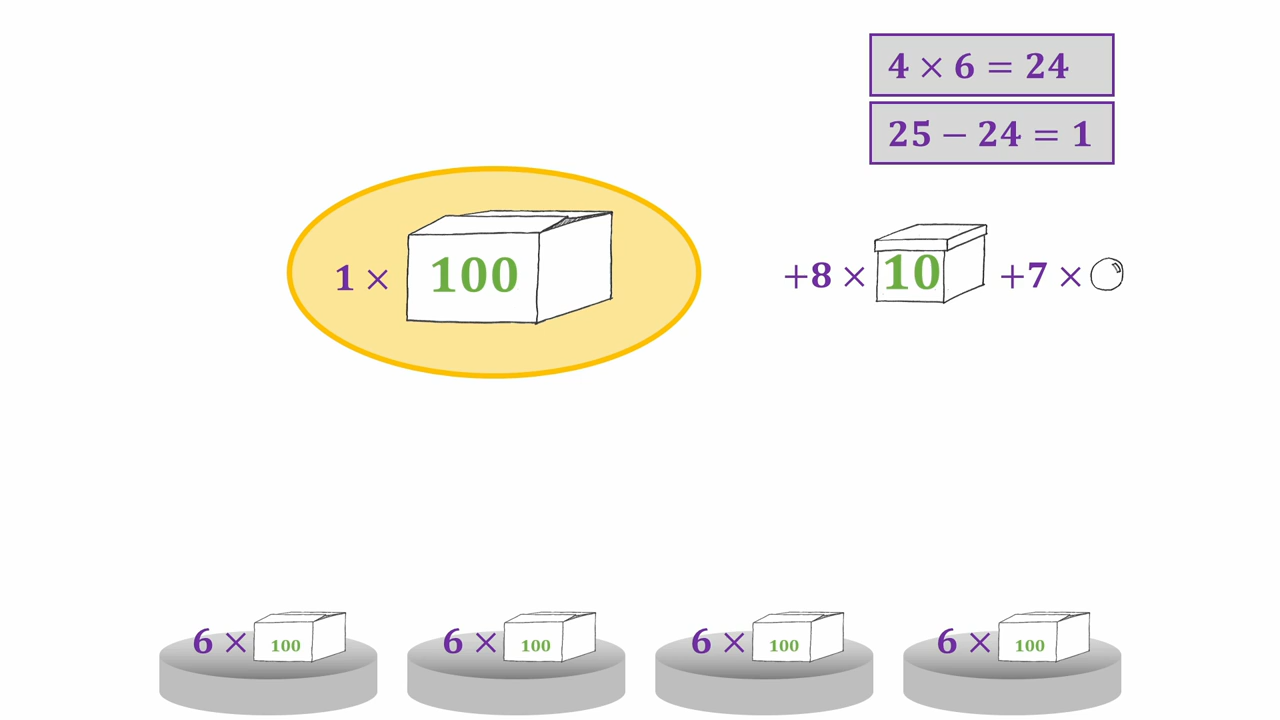 4 × 6 = 24
25 − 24 = 1
1 × 100 +8 × 10 +7 ×
6 × 100 6 × 100 6 × 100 6 × 100